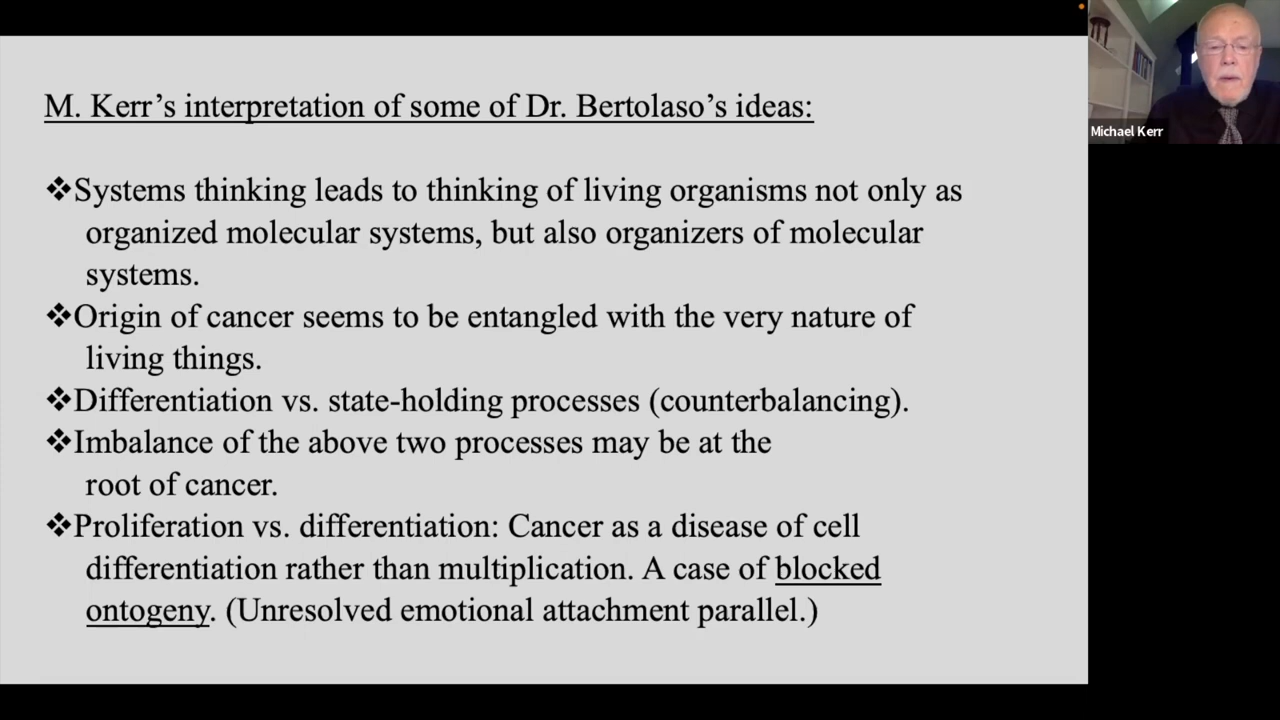 M. Kerr’s interpretation of some of Dr. Bertolaso’s ideas:
❖Systems thinking leads to thinking of living organisms not only as
organized molecular systems, but also organizers of molecular
systems.
❖Origin of cancer seems to be entangled with the very nature of
living things.
❖Differentiation vs. state-holding processes (counterbalancing).
❖Imbalance of the above two processes may be at the
root of cancer.
❖Proliferation vs. differentiation: Cancer as a disease of cell
differentiation rather than multiplication. A case of blocked
ontogeny. (Unresolved emotional attachment parallel.)
Michael Kerr